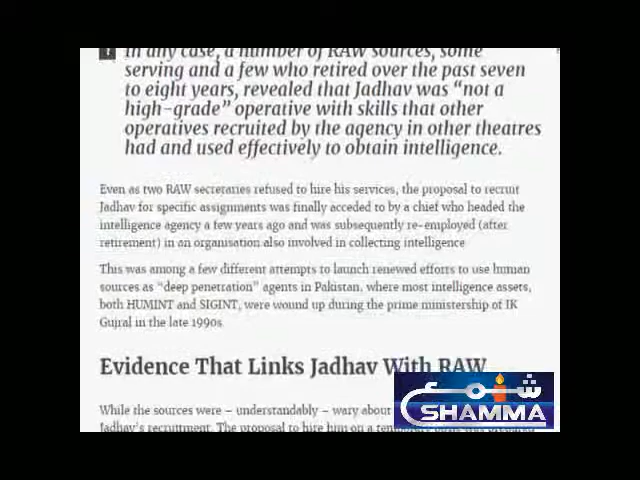 In any case, a number of RAW sources, some
serving and a few who retired over the past seven
to eight years, revealed that Jadhav was “not a
high-grade” operative with skills that other
operatives recruited by the agency in other theatres
had and used effectively to obtain intelligence.
Even as two RAW secretaries refused to hire his services, the proposal to recruit
Jadhav for specific assignments was finally acceded to by a chief who headed the
intelligence agency a few years ago and was subsequently re-employed (after
retirement) in an organisation also involved in collecting intelligence
This was among a few different attempts to launch renewed efforts to use human
sources as “deep penetration” agents in Pakistan, where most intelligence assets,
both HUMINT and SIGINT, were wound up during the prime ministership of IK
Gujral in the late 1990s
Evidence That Links Jadhav With RAW
While the sources were – understandably – wary about
Jadhav's recruitment. The proposal to hire him on a
شمع
SHAMMA